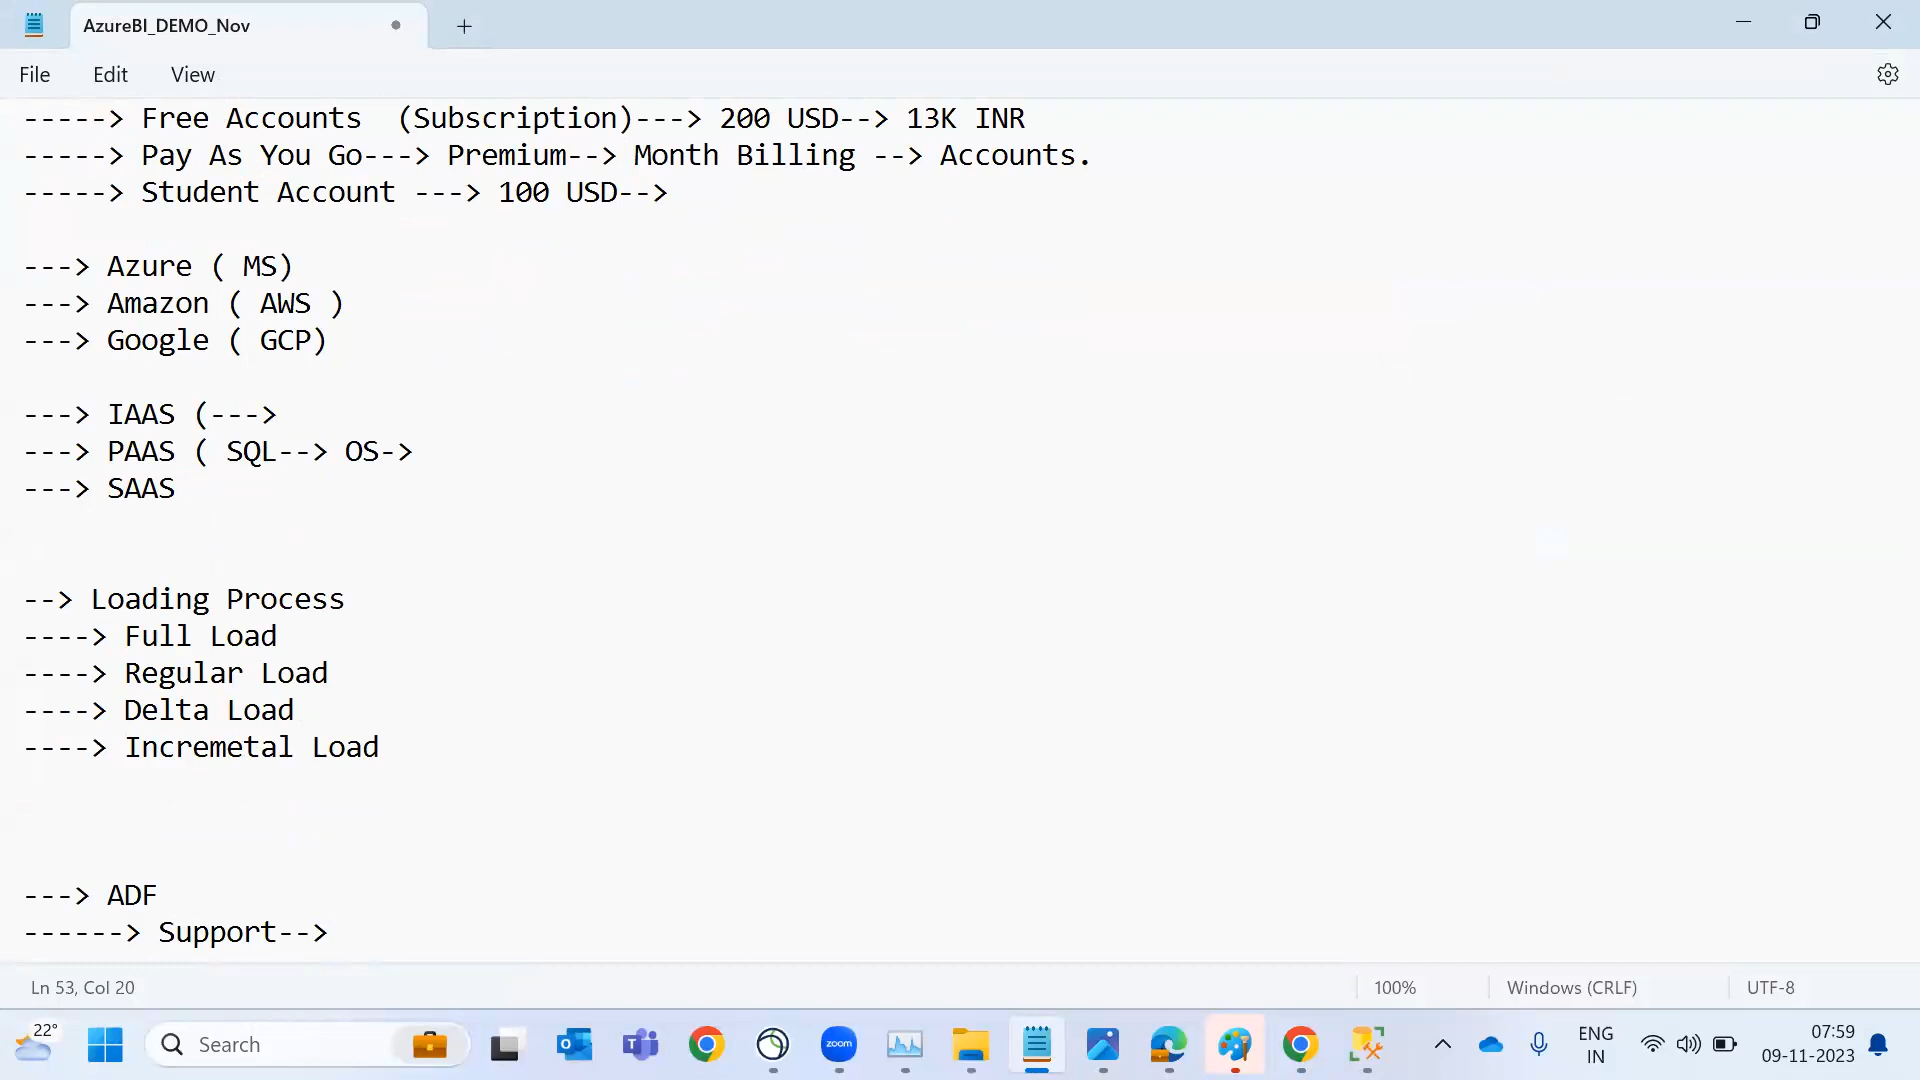 AzureBI_DEMO_Nov
File Edit View
-----> Free Accounts  (Subscription)---> 200 USD--> 13K INR
-----> Pay As You Go---> Premium--> Month Billing --> Accounts.
-----> Student Account ---> 100 USD-->
---> Azure ( MS)
---> Amazon ( AWS )
---> Google ( GCP)
---> IAAS (--->
---> PAAS ( SQL--> OS->
---> SAAS
--> Loading Process
----> Full Load
----> Regular Load
----> Delta Load
----> Incremetal Load
---> ADF
------> Support-->
Ln 53, Col 20 100% Windows (CRLF) UTF-8
22° Search zoom ENG IN 07:59
09-11-2023